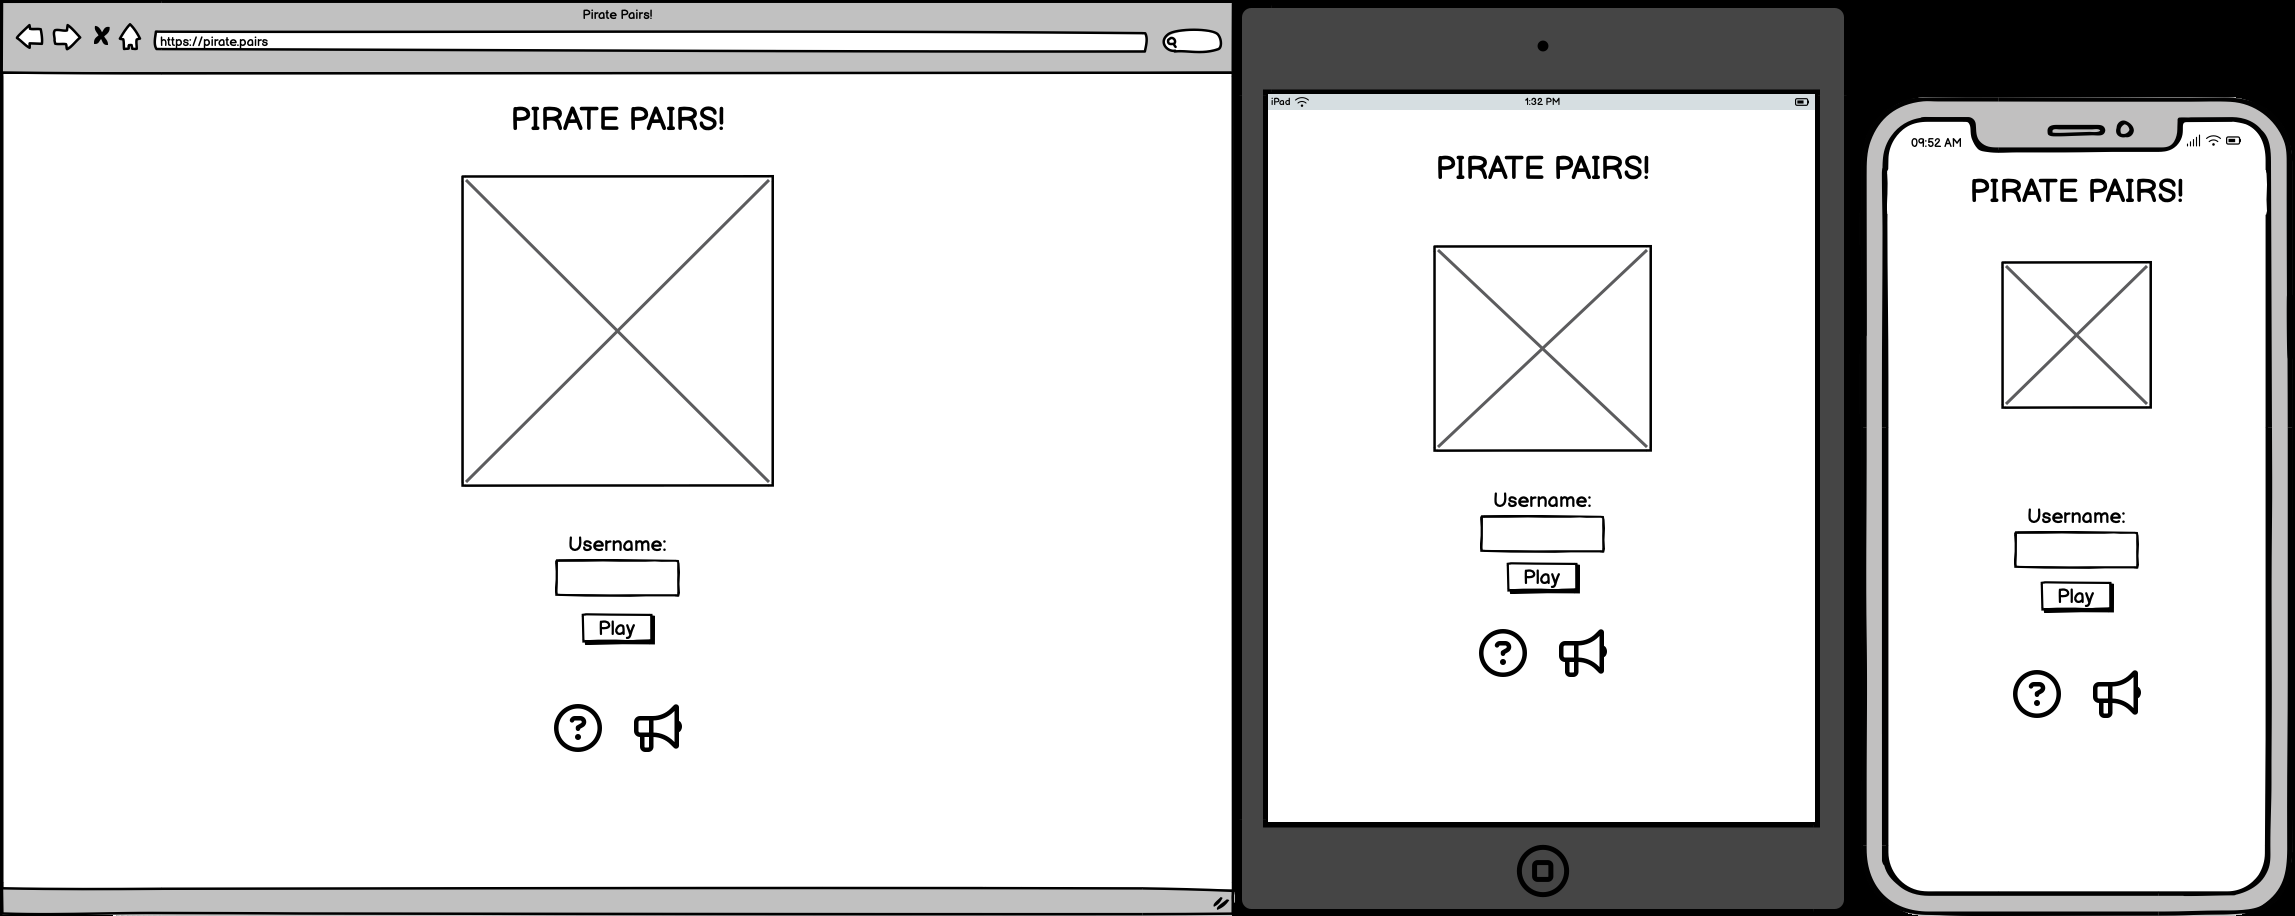 Pirate Pairs!
https://pirate.pairs
PIRATE PAIRS!
Username:
Play
?
iPad
1:32 PM
PIRATE PAIRS!
Username:
Play
?
09:52 AM
PIRATE PAIRS!
Username:
Play
?